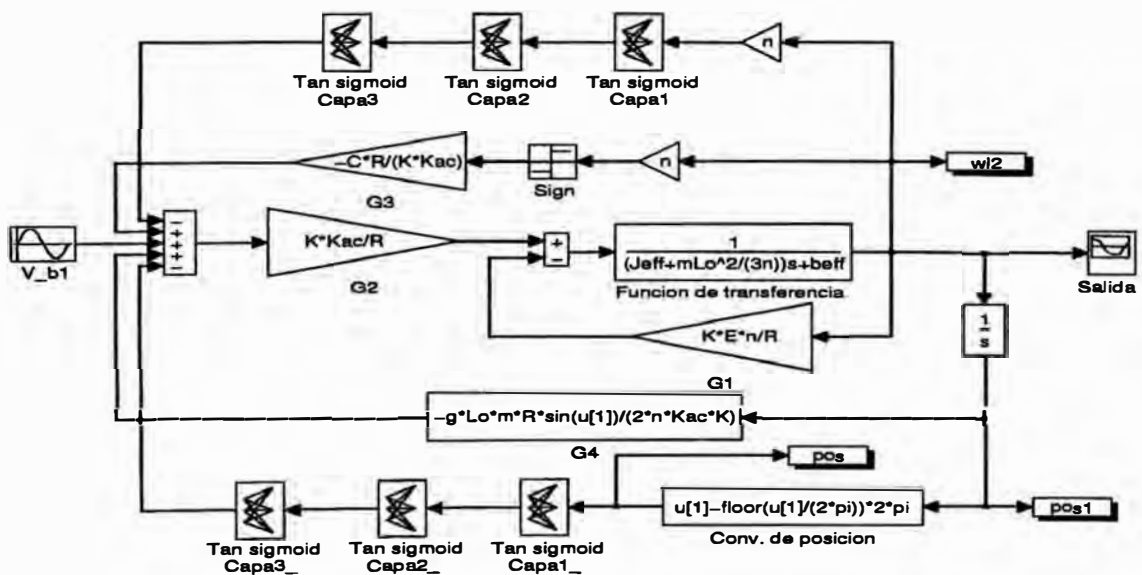 n
Tan sigmoid
Capa3
Tan sigmoid
Capa2
Tan sigmoid
Capa1
−C*R/(K*Kac)
G3
Sign
n
wl2
V_b1
−
+
+
+
−
K*Kac/R
G2
+
−
1
(Jeff+mLo^2/(3n))s+beff
Funcion de transferencia
Salida
K*E*n/R
G1
1
s
−g*Lo*m*R*sin(u[1])/(2*n*Kac*K)
G4
pos
u[1]−floor(u[1]/(2*pi))*2*pi
Conv. de posicion
pos1
Tan sigmoid
Capa3_
Tan sigmoid
Capa2_
Tan sigmoid
Capa1_